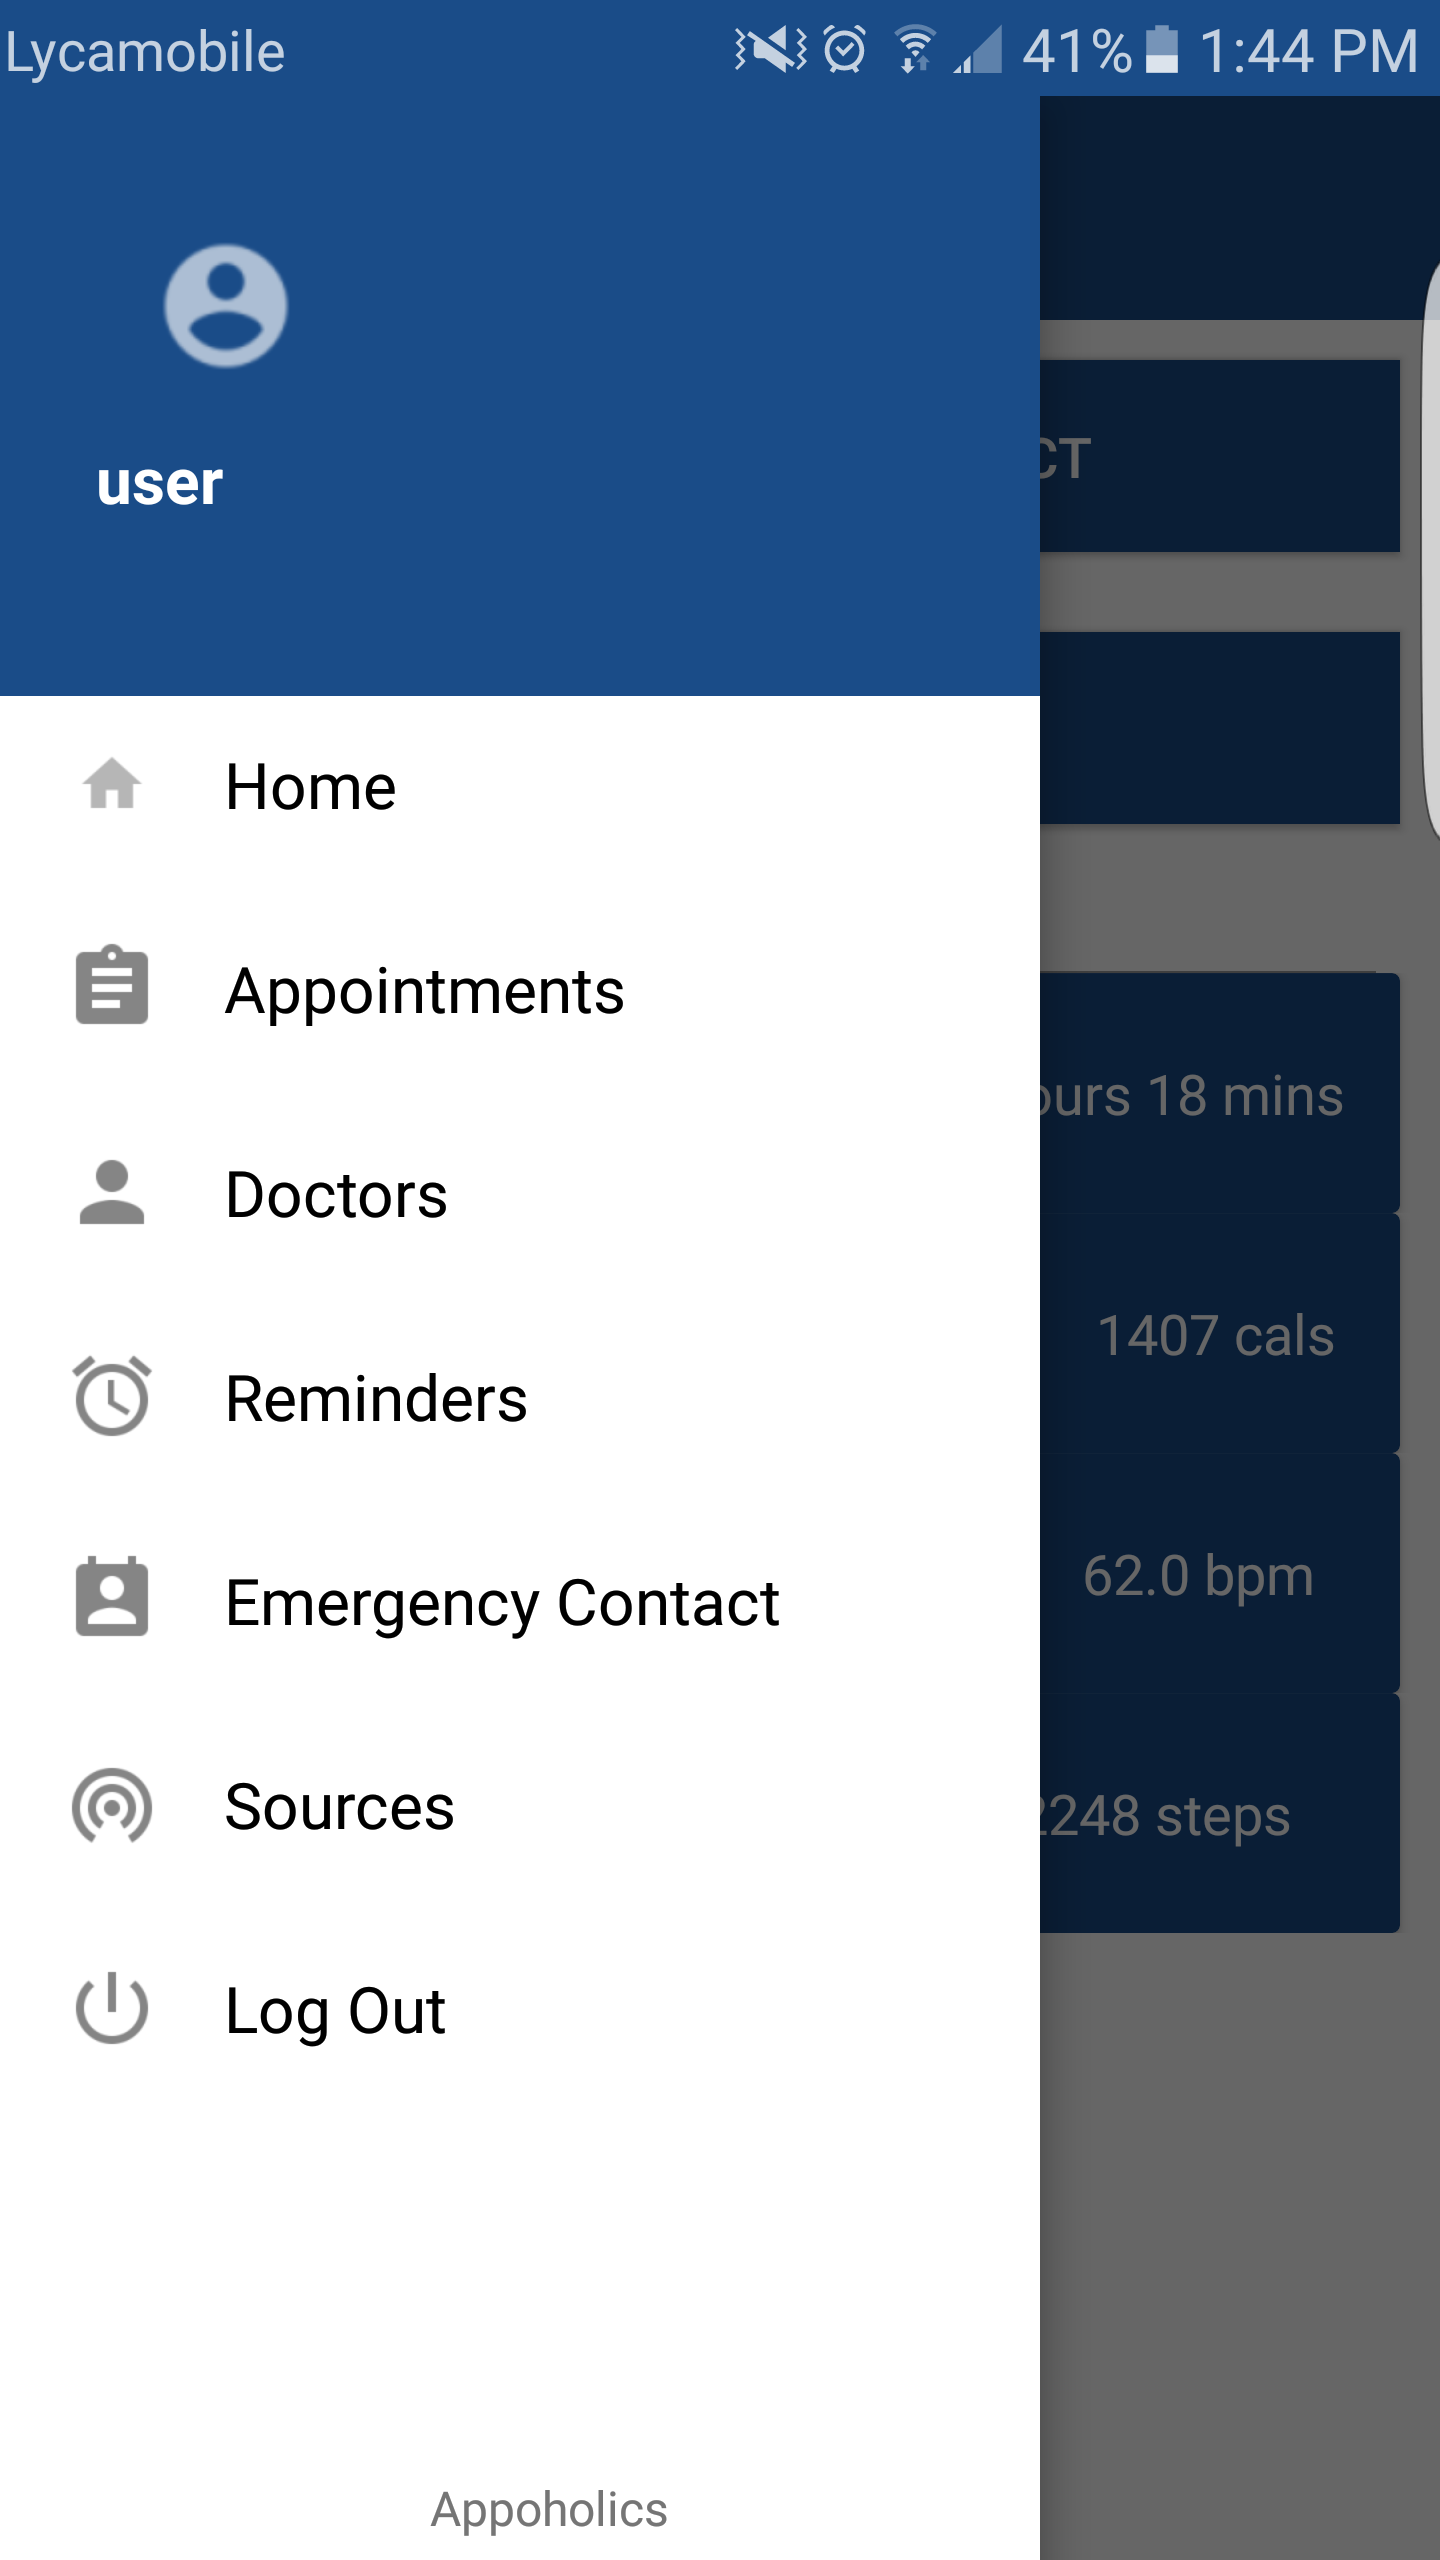 Lycamobile 41% 1:44 PM
user
CT
Home
Appointments
ours 18 mins
Doctors
1407 cals
Reminders
62.0 bpm
Emergency Contact
Sources
2248 steps
Log Out
Appoholics